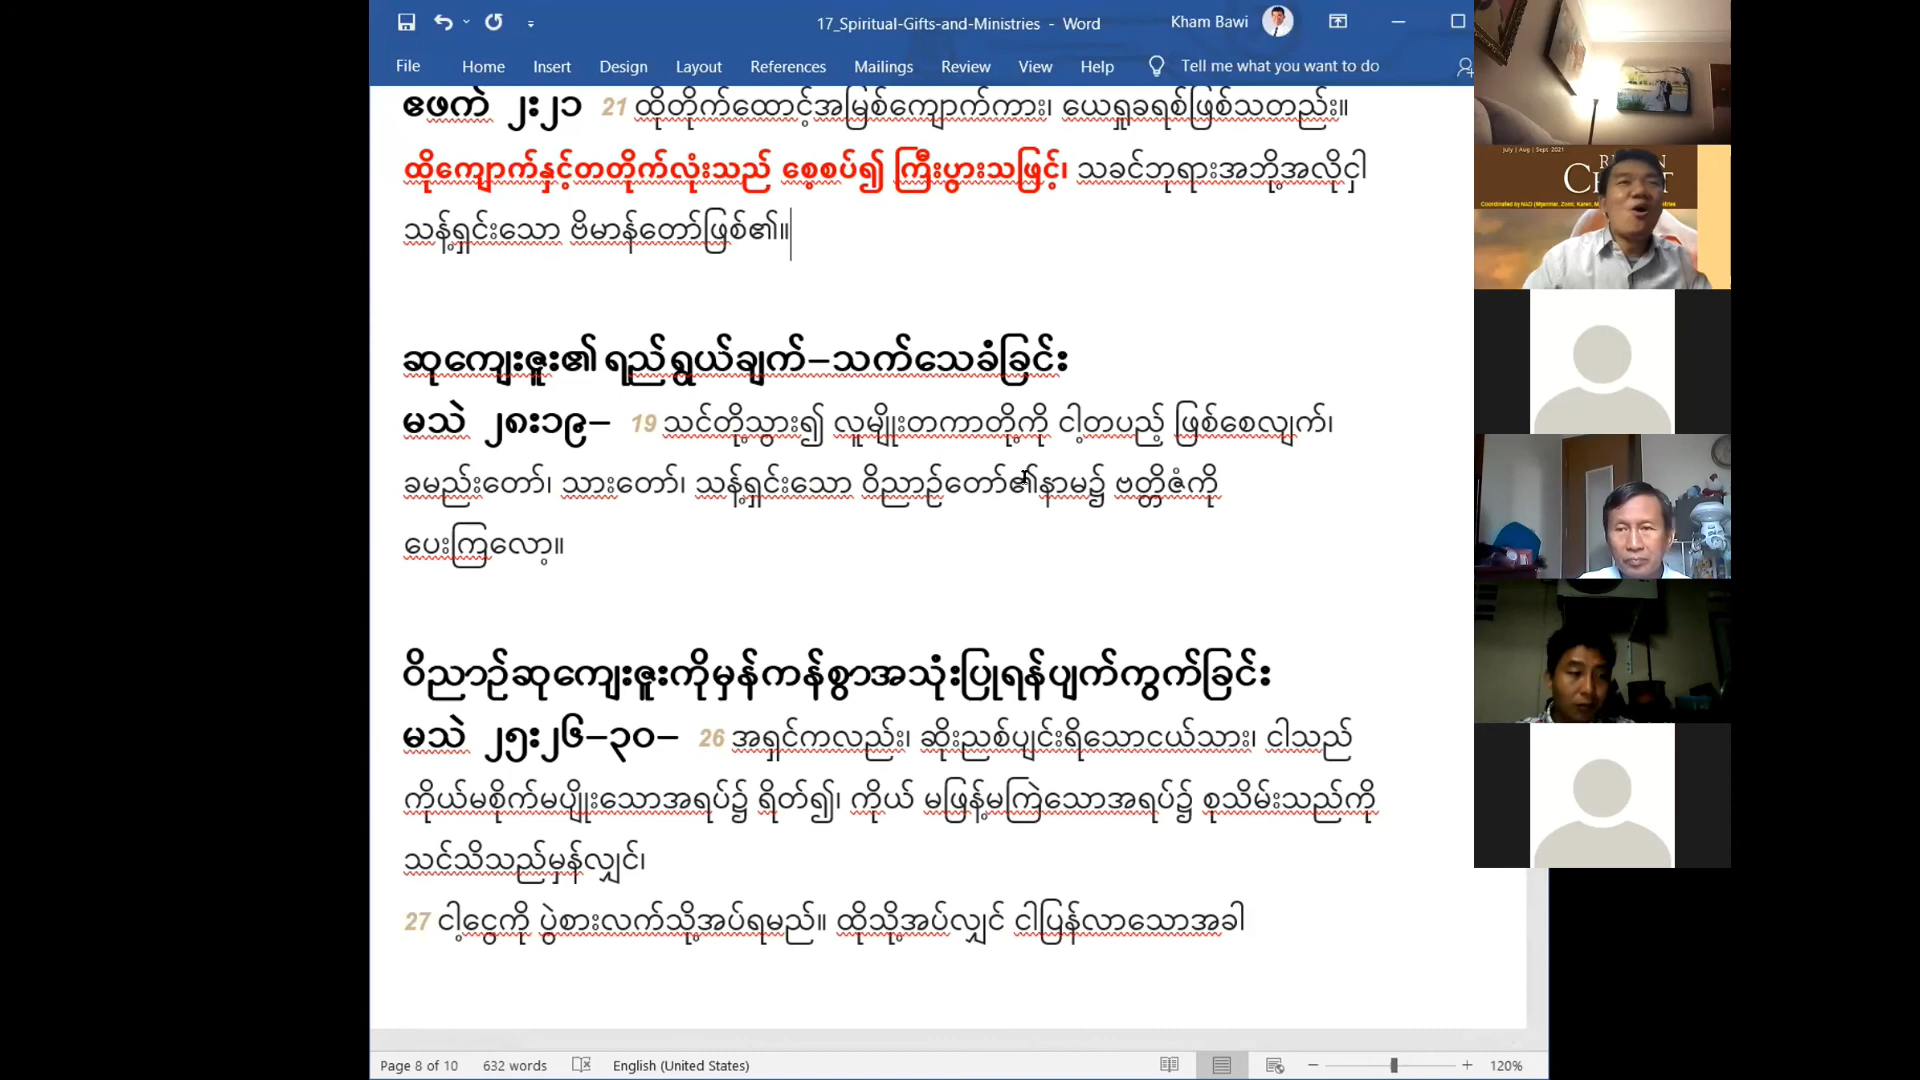 17_Spiritual-Gifts-and-Ministries - Word
Kham Bawi
File Home Insert Design Layout References Mailings Review View Help Tell me what you want to do
ဧဖက် ၂း၂၁ 21 ထိုတိုက်ထောင့်အမြစ်ကျောက်ကား၊ ယေရှုခရစ်ဖြစ်သတည်း။
ထိုကျောက်နှင့်တတိုက်လုံးသည် စေ့စပ်၍ ကြီးပွားသဖြင့်၊ သခင်ဘုရားအဘို့အလိုငှါ
သန့်ရှင်းသော ဗိမာန်တော်ဖြစ်၏။
ဆုကျေးဇူး၏ ရည်ရွယ်ချက်–သက်သေခံခြင်း
မဿဲ ၂၈း၁၉– 19 သင်တို့သွား၍ လူမျိုးတကာတို့ကို ငါ့တပည့် ဖြစ်စေလျက်၊
ခမည်းတော်၊ သားတော်၊ သန့်ရှင်းသော ဝိညာဉ်တော်၏နာမ၌ ဗတ္တိဇံကို
ပေးကြလော့။
ဝိညာဉ်ဆုကျေးဇူးကိုမှန်ကန်စွာအသုံးပြုရန်ပျက်ကွက်ခြင်း
မဿဲ ၂၅း၂၆–၃၀– 26 အရှင်ကလည်း၊ ဆိုးညစ်ပျင်းရိသောငယ်သား၊ ငါသည်
ကိုယ်မစိုက်မပျိုးသောအရပ်၌ ရိတ်၍၊ ကိုယ် မဖြန့်မကြဲသောအရပ်၌ စုသိမ်းသည်ကို
သင်သိသည်မှန်လျှင်၊
27 ငါ့ငွေကို ပွဲစားလက်သို့အပ်ရမည်။ ထိုသို့အပ်လျှင် ငါပြန်လာသောအခါ
Page 8 of 10 632 words English (United States) 120%
July | Aug | Sept 2021